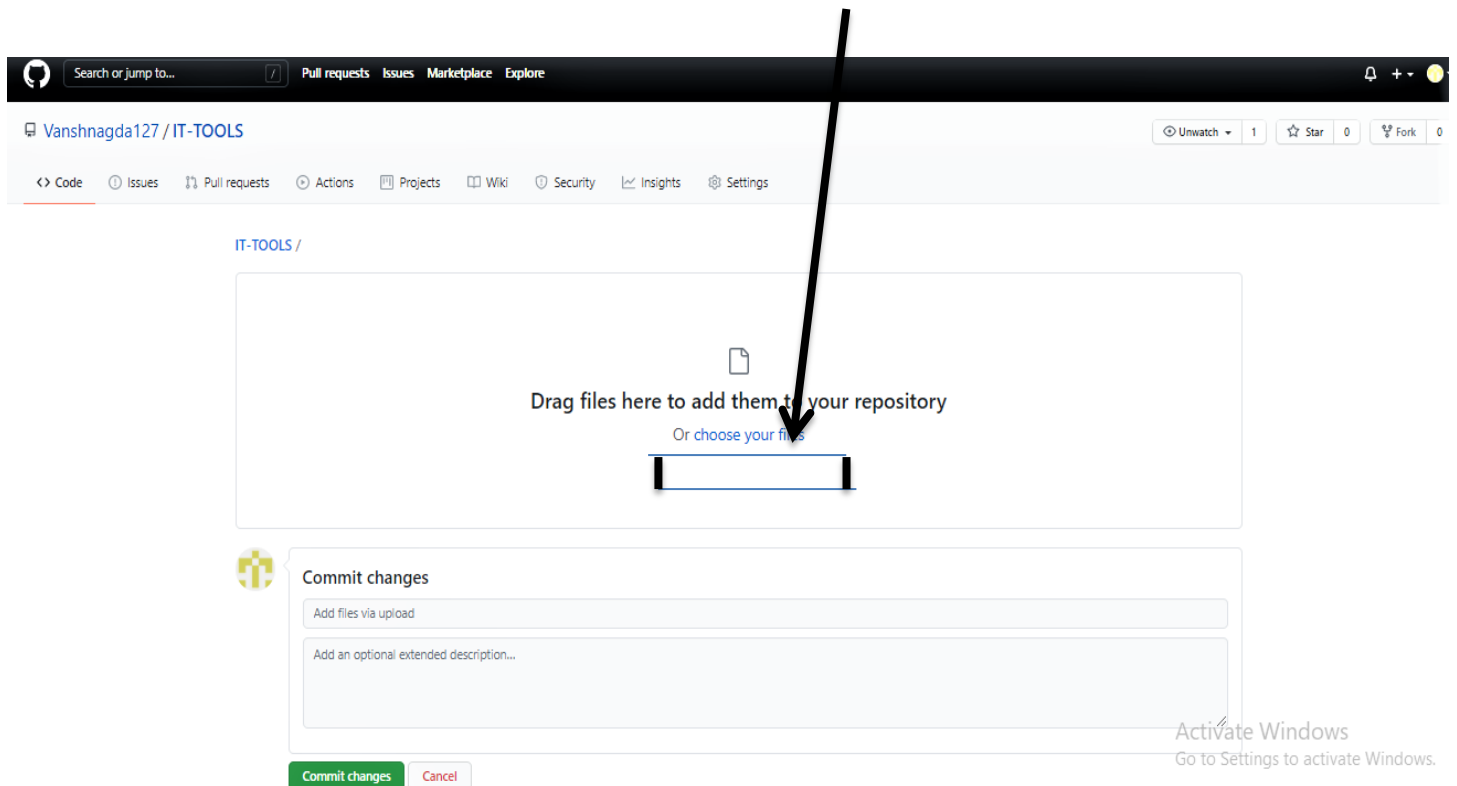 Search or jump to... /
Pull requests Issues Marketplace Explore
Vanshnagda127 / IT-TOOLS
Unwatch 1 Star 0 Fork 0
Code Issues Pull requests Actions Projects Wiki Security Insights Settings
IT-TOOLS /
Drag files here to add them to your repository
Or choose your files
Commit changes
Add files via upload
Add an optional extended description...
Activate Windows
Go to Settings to activate Windows.
Commit changes Cancel